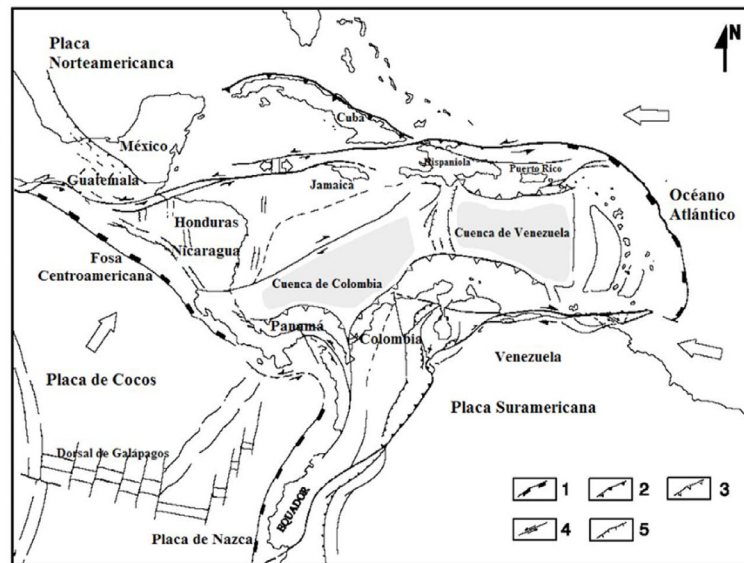 N
Placa
Norteamericanca
Cuba
México
Hispaniola
Puerto Rico
Guatemala
Jamaica
Océano
Atlántico
Honduras
Nicaragua
Cuenca de Venezuela
Fosa
Centroamericana
Cuenca de Colombia
Panamá
Colombia
Venezuela
Placa de Cocos
Placa Suramericana
Dorsal de Galápagos
EQUADOR
Placa de Nazca
1 2 3
4 5